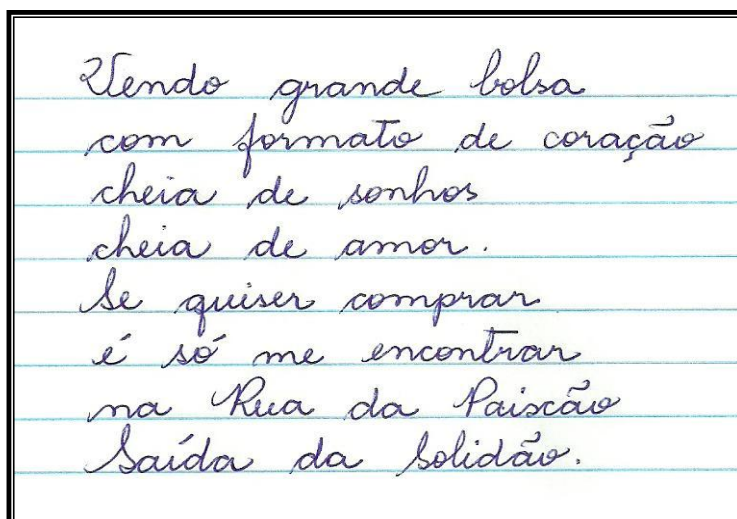 Vendo grande bolsa
com formato de coração
cheia de sonhos
cheia de amor.
Se quiser comprar
é só me encontrar
na Rua da Paixão
Saída da Solidão.